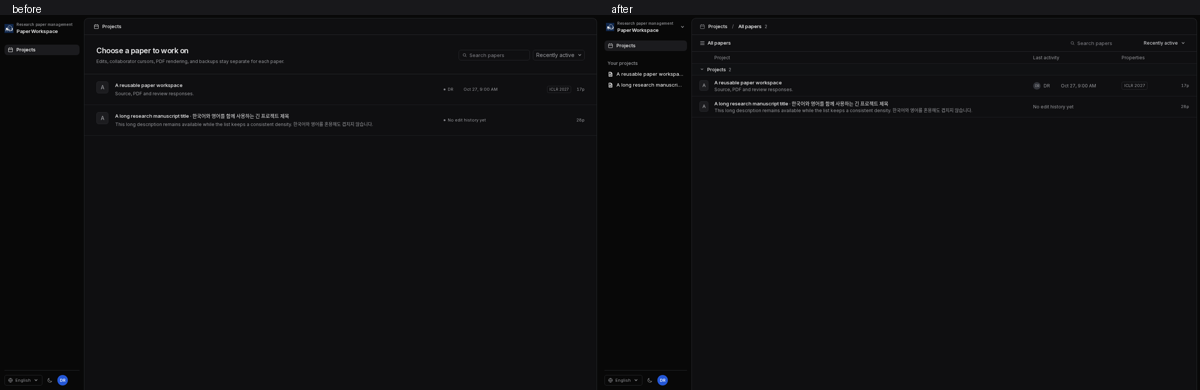 before
Research paper management
Paper Workspace
Projects
Projects
Choose a paper to work on
Edits, collaborator cursors, PDF rendering, and backups stay separate for each paper.
Search papers
Recently active
A
A reusable paper workspace
Source, PDF and review responses.
DR
Oct 27, 9:00 AM
ICLR 2027
17p
A
A long research manuscript title · 한국어와 영어를 함께 사용하는 긴 프로젝트 제목
This long description remains available while the list keeps a consistent density. 한국어와 영어를 혼용해도 겹치지 않습니다.
No edit history yet
28p
English
DR
after
Research paper management
Paper Workspace
Projects
Your projects
A reusable paper workspa...
A long research manuscri...
Projects / All papers 2
All papers
Search papers
Recently active
Project
Last activity
Properties
Projects 2
A
A reusable paper workspace
Source, PDF and review responses.
DR
DR
Oct 27, 9:00 AM
ICLR 2027
17p
A
A long research manuscript title · 한국어와 영어를 함께 사용하는 긴 프로젝트 제목
This long description remains available while the list keeps a consistent density. 한국어와 영어를 혼용해도 겹치지 않습니다.
No edit history yet
28p
English
DR